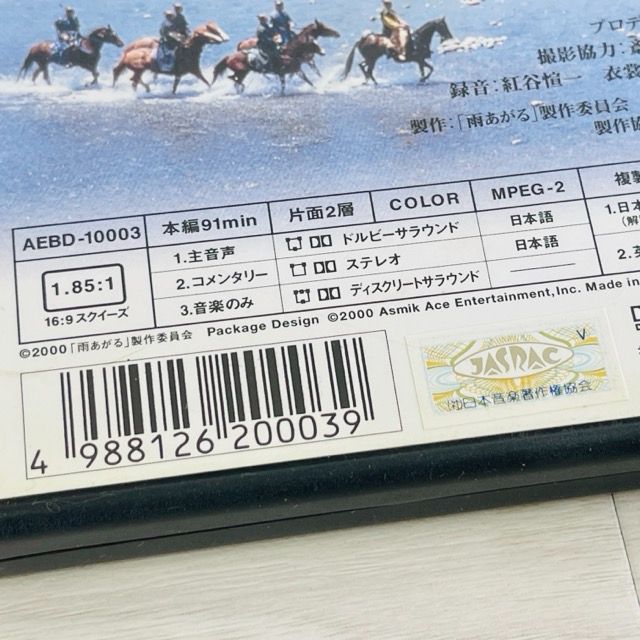 プロデ
撮影協力:
録音:紅谷愃一 衣裳
製作:「雨あがる」製作委員会
製作協
AEBD-10003 本編91min 片面2層 COLOR MPEG-2 複製
1.85:1
16:9 スクイーズ
1.主音声 ドルビーサラウンド 日本語 1.日本
(解
2.コメンタリー ステレオ 日本語
3.音楽のみ ディスクリートサラウンド ——— 2.
©2000「雨あがる」製作委員会 Package Design ©2000 Asmik Ace Entertainment,Inc. Made in
4 988126 200039
JASRAC
V
(社)日本音楽著作権協会